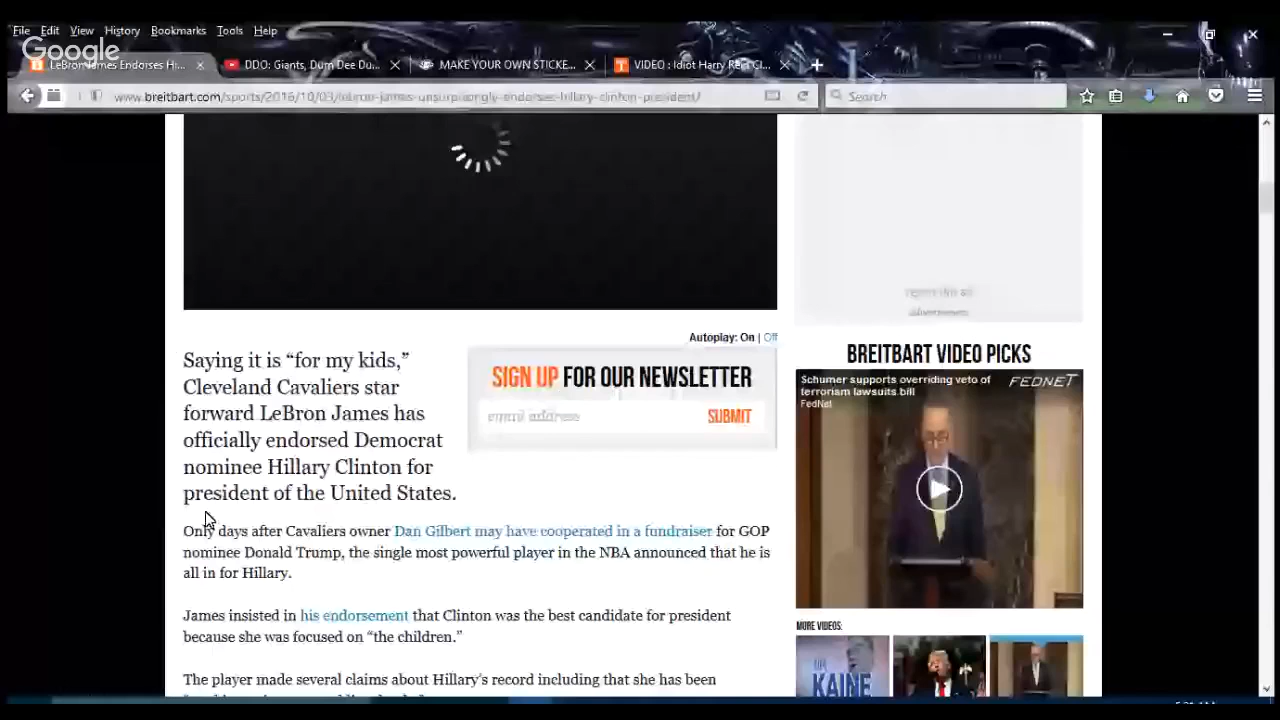 File Edit View History Bookmarks Tools Help
Google
LeBron James Endorses Hi...
DDO: Giants, Dum Dee Du...
MAKE YOUR OWN STICKE...
VIDEO : Idiot Harry Reid Cl...
www.breitbart.com/sports/2016/10/03/lebron-james-unsurprisingly-endorses-hillary-clinton-president/
Search
report this ad
Advertisement
Autoplay: On | Off
Saying it is “for my kids,”
Cleveland Cavaliers star
forward LeBron James has
officially endorsed Democrat
nominee Hillary Clinton for
president of the United States.
SIGN UP FOR OUR NEWSLETTER
email address
SUBMIT
Only days after Cavaliers owner Dan Gilbert may have cooperated in a fundraiser for GOP
nominee Donald Trump, the single most powerful player in the NBA announced that he is
all in for Hillary.
James insisted in his endorsement that Clinton was the best candidate for president
because she was focused on “the children.”
The player made several claims about Hillary’s record including that she has been
BREITBART VIDEO PICKS
Schumer supports overriding veto of
terrorism lawsuits bill
FedNet
FEDNET
MORE VIDEOS:
TIM
KAINE